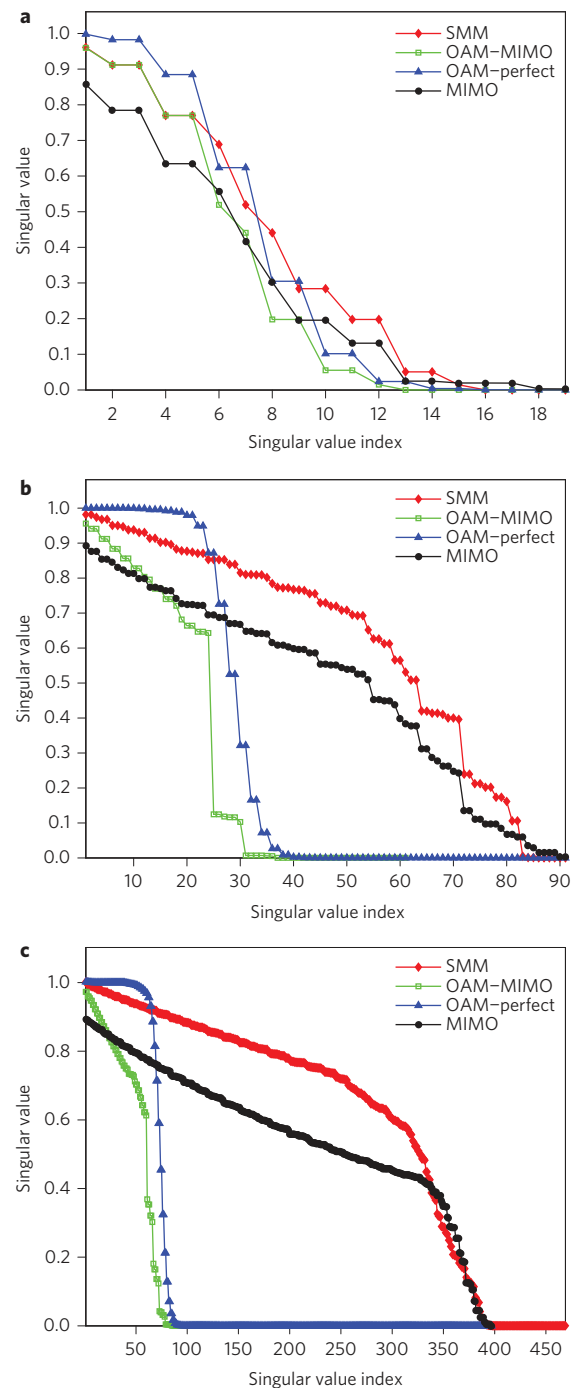 a
SMM
OAM–MIMO
OAM–perfect
MIMO
Singular value
1.0
0.9
0.8
0.7
0.6
0.5
0.4
0.3
0.2
0.1
0.0
2 4 6 8 10 12 14 16 18
Singular value index
b
SMM
OAM–MIMO
OAM–perfect
MIMO
Singular value
1.0
0.9
0.8
0.7
0.6
0.5
0.4
0.3
0.2
0.1
0.0
10 20 30 40 50 60 70 80 90
Singular value index
c
SMM
OAM–MIMO
OAM–perfect
MIMO
Singular value
1.0
0.8
0.6
0.4
0.2
0.0
50 100 150 200 250 300 350 400 450
Singular value index